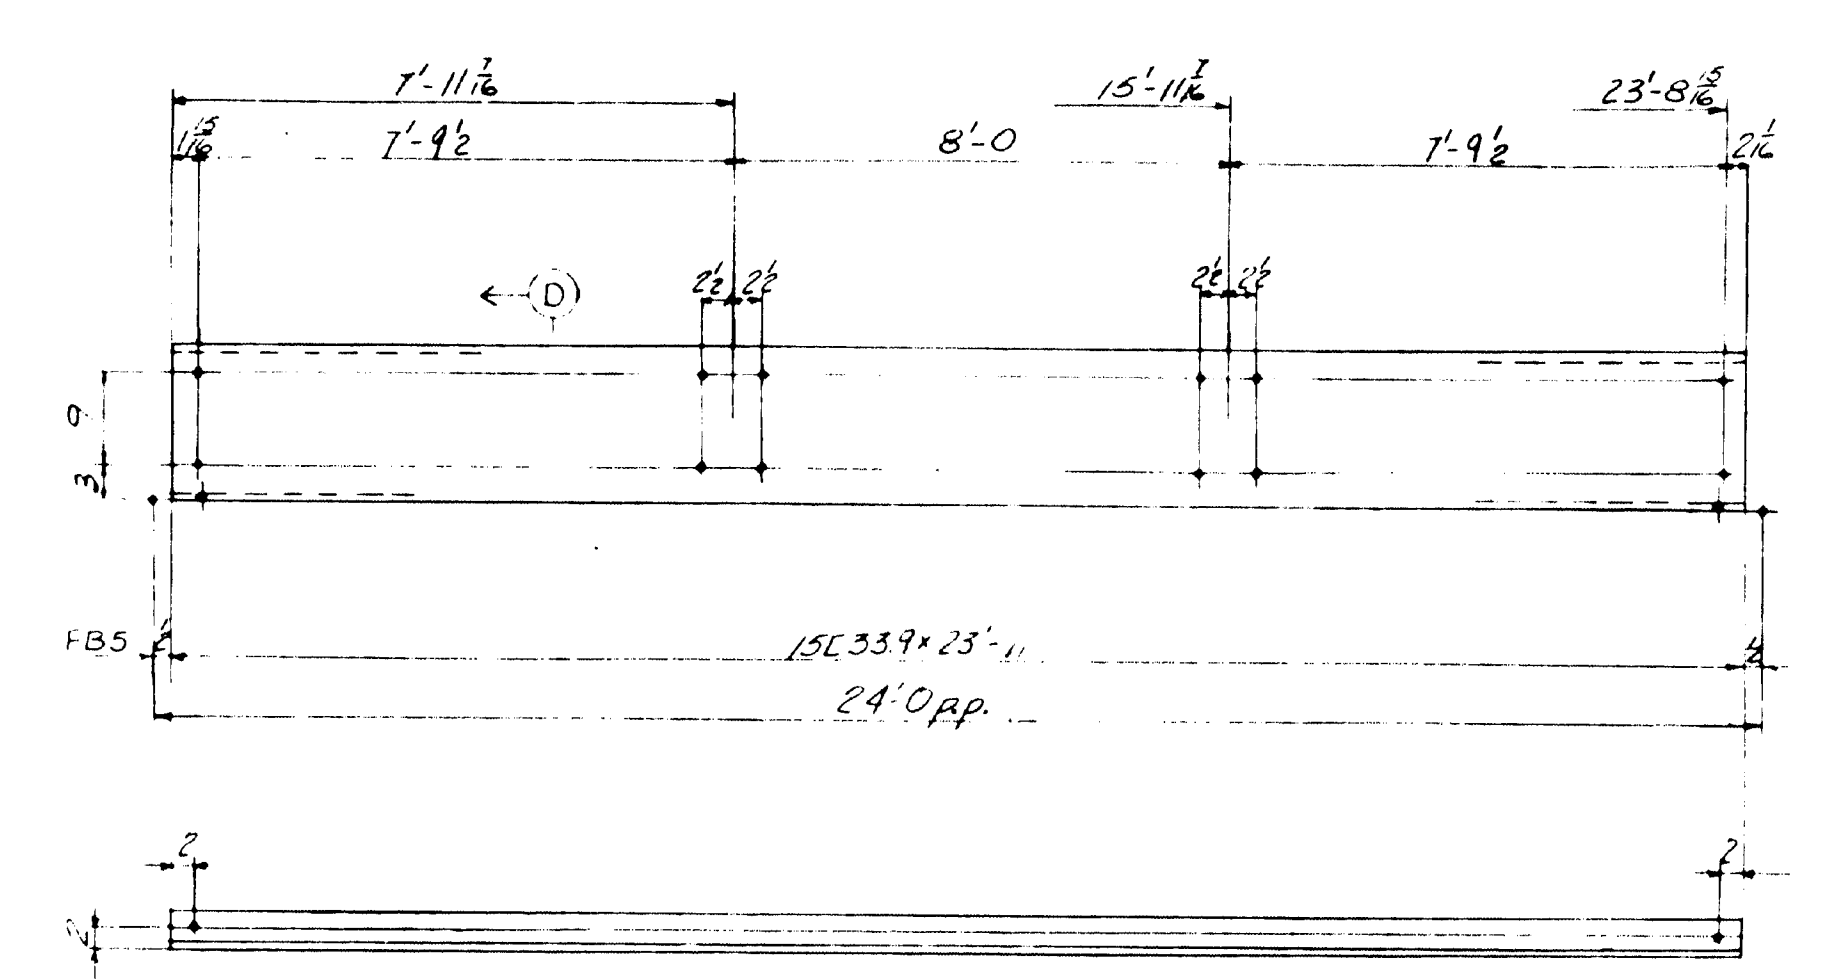 7'-11 7/16 15'-11 7/16 23'-8 15/16
1 15/16 7'-9 1/2 8'-0 7'-9 1/2 2 1/16
D 2 1/2 2 1/2 2 1/2 2 1/2
9
3
FB5 1/2 15[33.9 x 23'-11 1/2
24'-0 p.p.
2 2
2